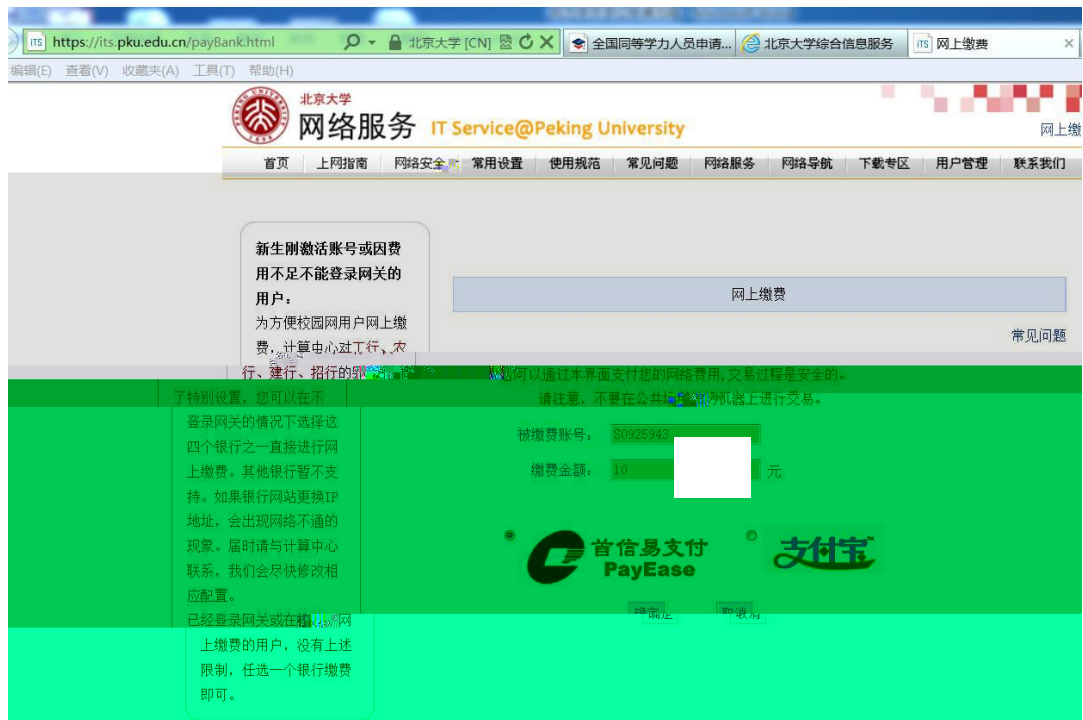 https://its.pku.edu.cn/payBank.html
北京大学 [CN]
全国同等学力人员申请...
北京大学综合信息服务
网上缴费
编辑(E) 查看(V) 收藏夹(A) 工具(T) 帮助(H)
北京大学
网络服务 IT Service@Peking University
网上缴
首页 上网指南 网络安全 常用设置 使用规范 常见问题 网络服务 网络导航 下载专区 用户管理 联系我们
新生刚激活账号或因费
用不足不能登录网关的
用户：
为方便校园网用户网上缴
费，计算中心对工行、农
行、建行、招行的
了特别设置，您可以在不
登录网关的情况下选择这
四个银行之一直接进行网
上缴费。其他银行暂不支
持。如果银行网站更换IP
地址，会出现网络不通的
现象。届时请与计算中心
联系，我们会尽快修改相
应配置。
已经登录网关或在 网
上缴费的用户，没有上述
限制，任选一个银行缴费
即可。
网上缴费
常见问题
您可以通过本界面支付您的网络费用,交易过程是安全的。
请注意，不要在公共 机器上进行交易。
被缴费账号： S0925943
缴费金额： 10 元
首信易支付
PayEase
支付宝
确定 取消